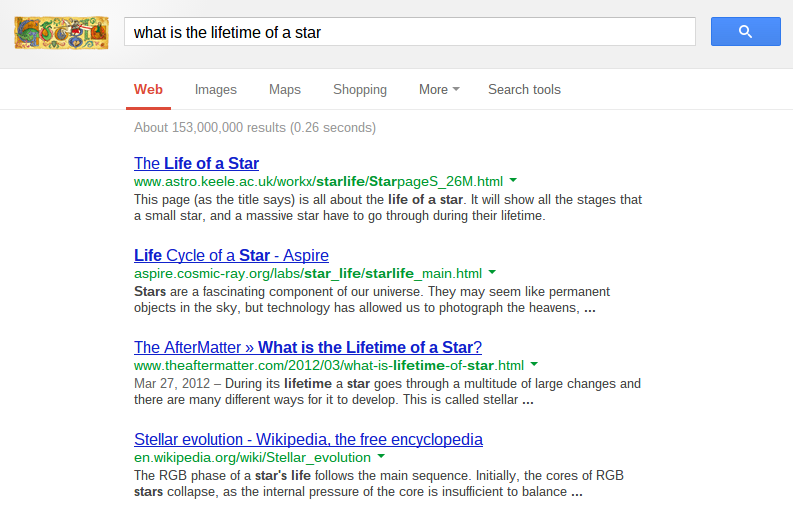 Google
what is the lifetime of a star
Web Images Maps Shopping More Search tools
About 153,000,000 results (0.26 seconds)
The Life of a Star
www.astro.keele.ac.uk/workx/starlife/StarpageS_26M.html
This page (as the title says) is all about the life of a star. It will show all the stages that
a small star, and a massive star have to go through during their lifetime.
Life Cycle of a Star - Aspire
aspire.cosmic-ray.org/labs/star_life/starlife_main.html
Stars are a fascinating component of our universe. They may seem like permanent
objects in the sky, but technology has allowed us to photograph the heavens, ...
The AfterMatter » What is the Lifetime of a Star?
www.theaftermatter.com/2012/03/what-is-lifetime-of-star.html
Mar 27, 2012 – During its lifetime a star goes through a multitude of large changes and
there are many different ways for it to develop. This is called stellar ...
Stellar evolution - Wikipedia, the free encyclopedia
en.wikipedia.org/wiki/Stellar_evolution
The RGB phase of a star's life follows the main sequence. Initially, the cores of RGB
stars collapse, as the internal pressure of the core is insufficient to balance ...